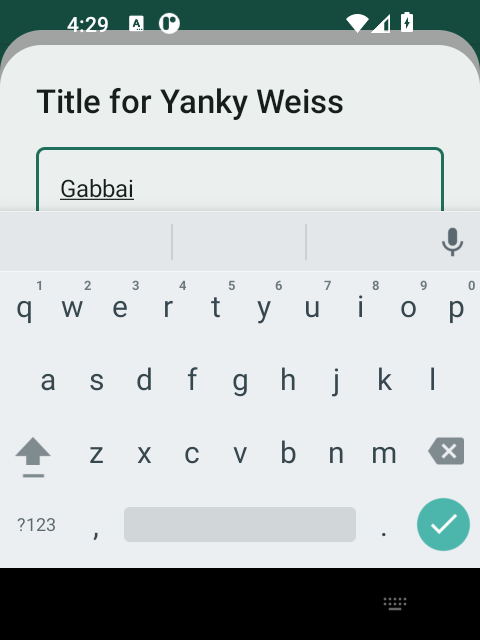 4:29
Title for Yanky Weiss
Gabbai
1 2 3 4 5 6 7 8 9 0
q w e r t y u i o p
a s d f g h j k l
z x c v b n m
?123 , .